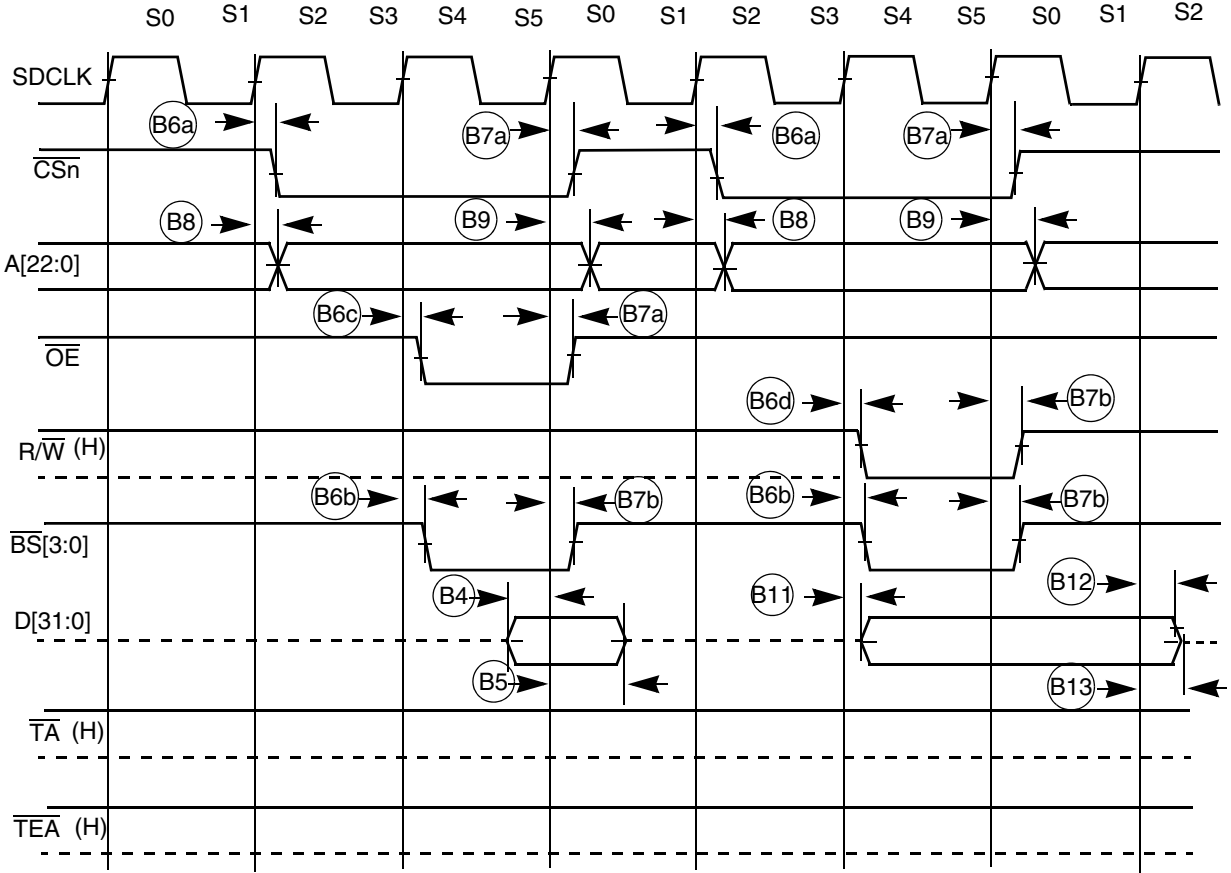 S0 S1 S2 S3 S4 S5 S0 S1 S2 S3 S4 S5 S0 S1 S2
SDCLK
B6a B7a B6a B7a
CSn
B8 B9 B8 B9
A[22:0]
B6c B7a
OE
B6d B7b
R/W (H)
B6b B7b B6b B7b
BS[3:0]
B4 B11 B12
D[31:0]
B5 B13
TA (H)
TEA (H)